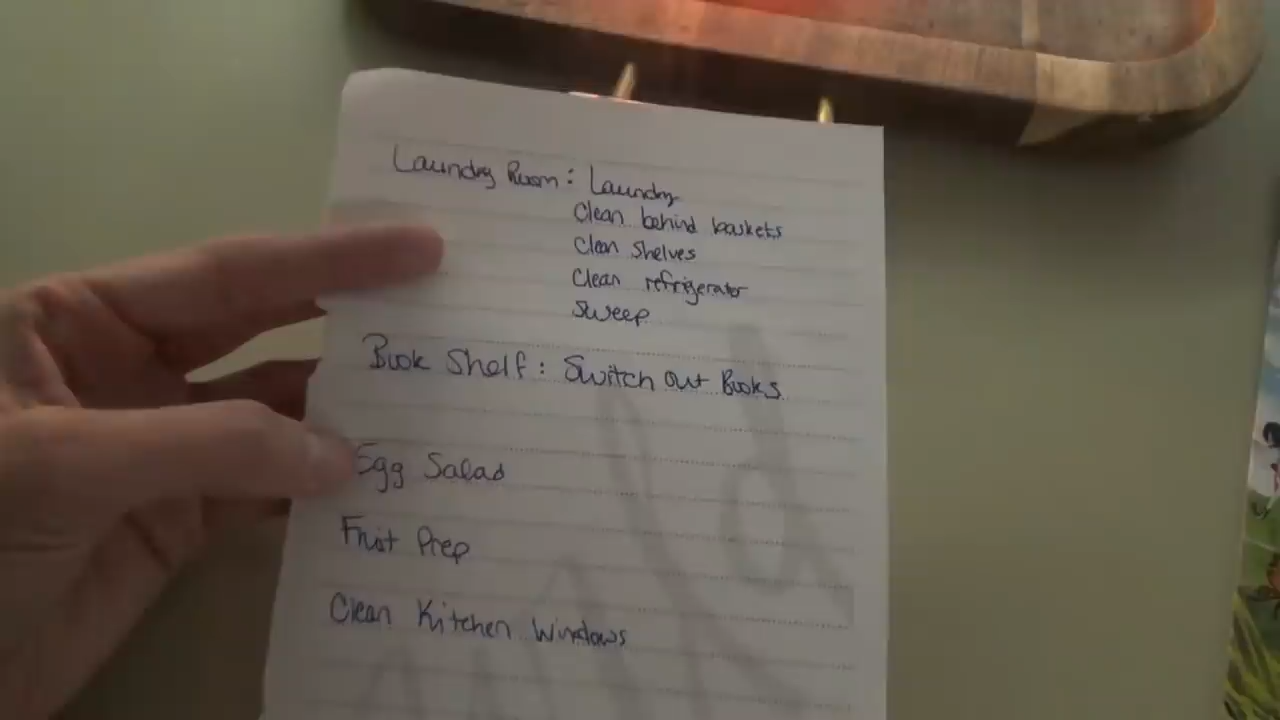 Laundry Room: Laundry
Clean behind baskets
Clean Shelves
Clean refrigerator
Sweep
Book Shelf: Switch Out Books
Egg Salad
Fruit Prep
Clean Kitchen Windows